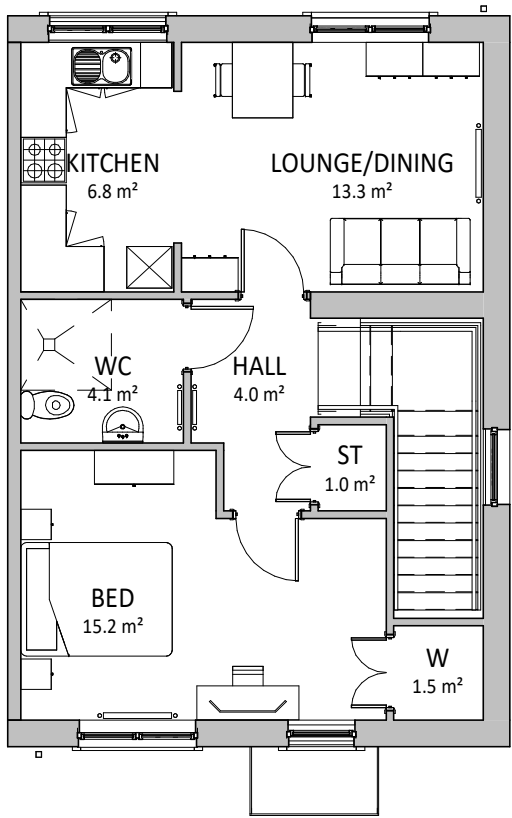 KITCHEN
6.8 m²
LOUNGE/DINING
13.3 m²
WC
4.1 m²
HALL
4.0 m²
ST
1.0 m²
BED
15.2 m²
W
1.5 m²